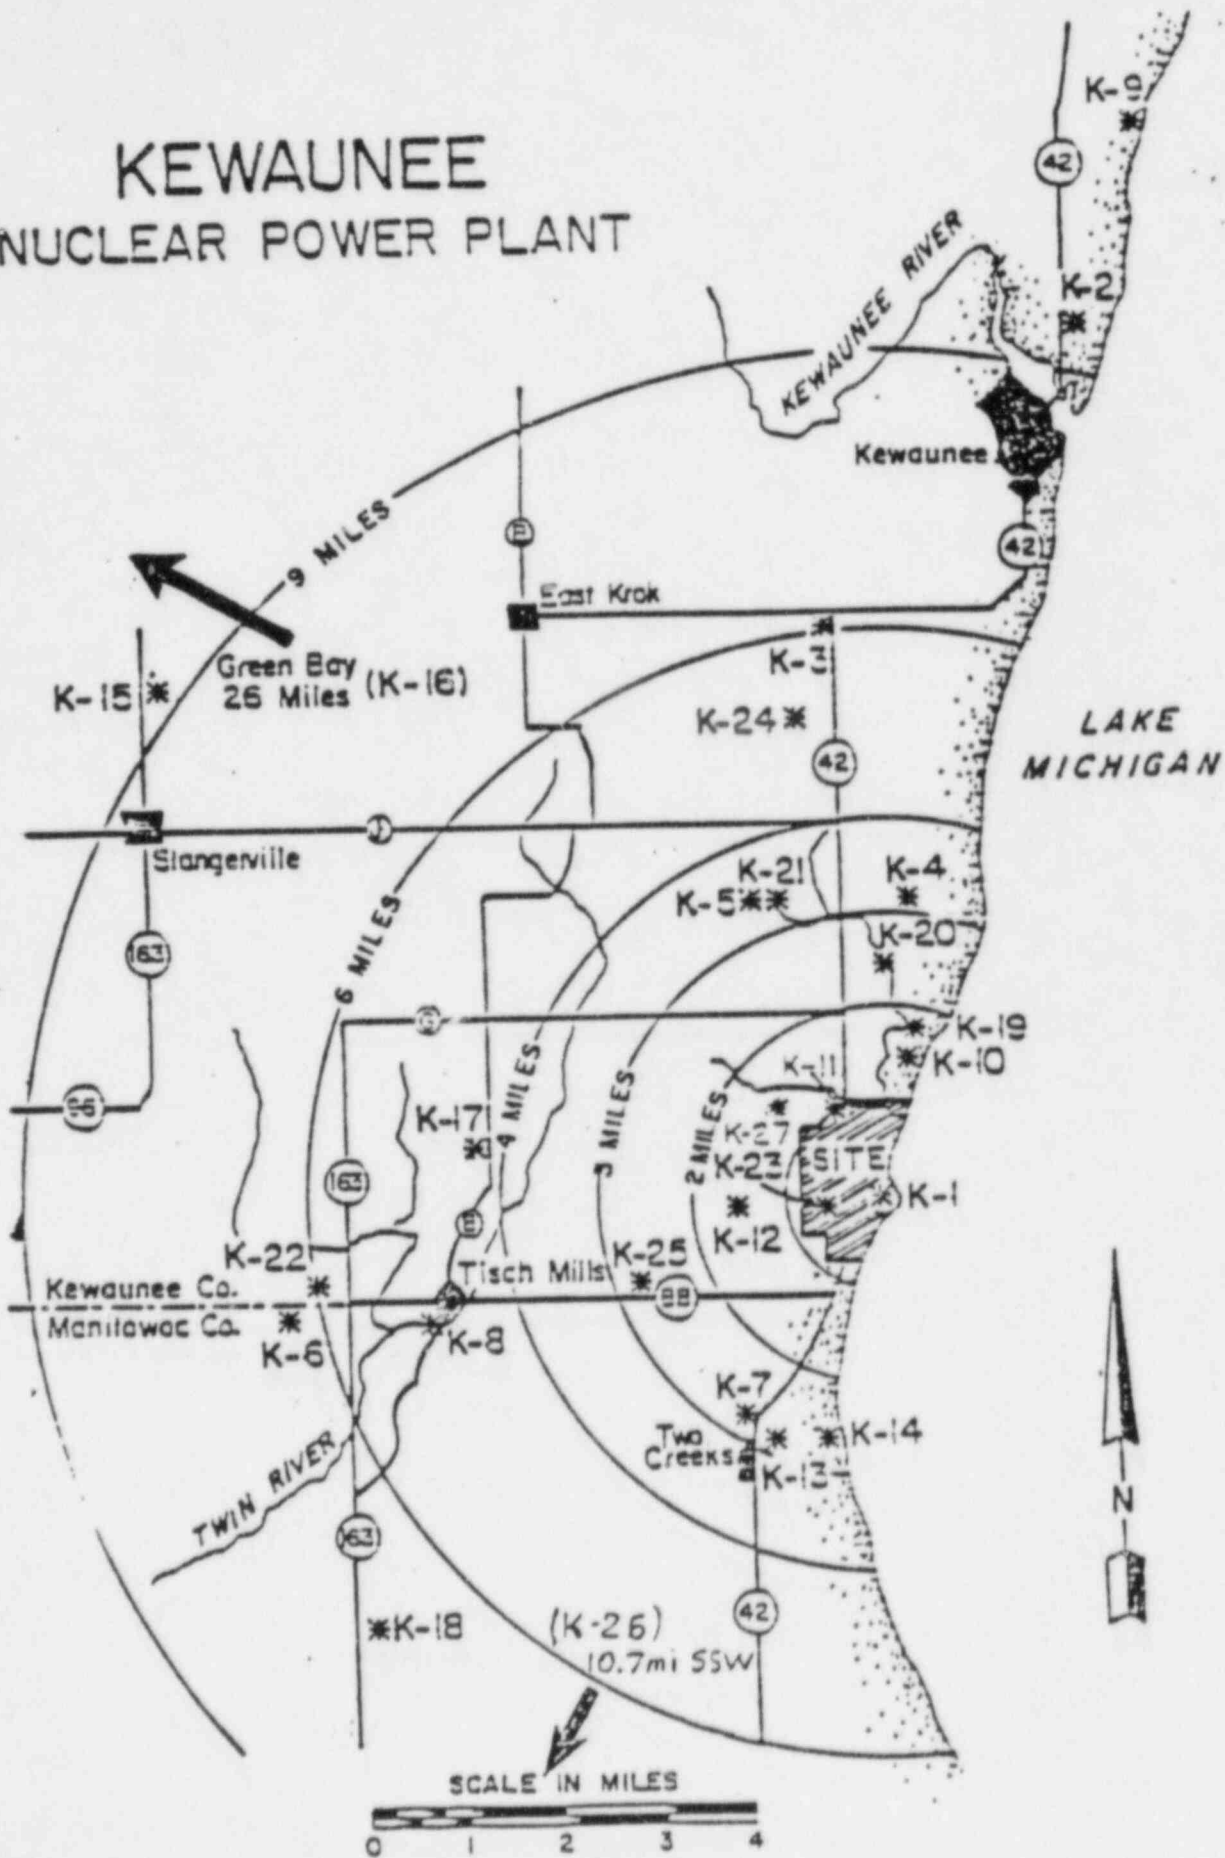 KEWAUNEE
NUCLEAR POWER PLANT
K-9
42
KEWAUNEE RIVER
K-2
Kewaunee
42
9 MILES
East Krok
K-3
Green Bay
26 Miles (K-16)
K-15
K-24
42
LAKE
MICHIGAN
Slangerville
K-21
K-5
K-4
K-20
163
6 MILES
K-19
K-10
K-11
K-17
4 MILES
3 MILES
2 MILES
K-27
K-23
SITE
K-1
K-12
163
K-22
K-25
Tisch Mills
Kewaunee Co.
Manitowoc Co.
K-6
K-8
K-7
Two
Creeks
K-13
K-14
TWIN RIVER
163
N
K-18
(K-26)
10.7mi SSW
42
SCALE IN MILES
0 1 2 3 4